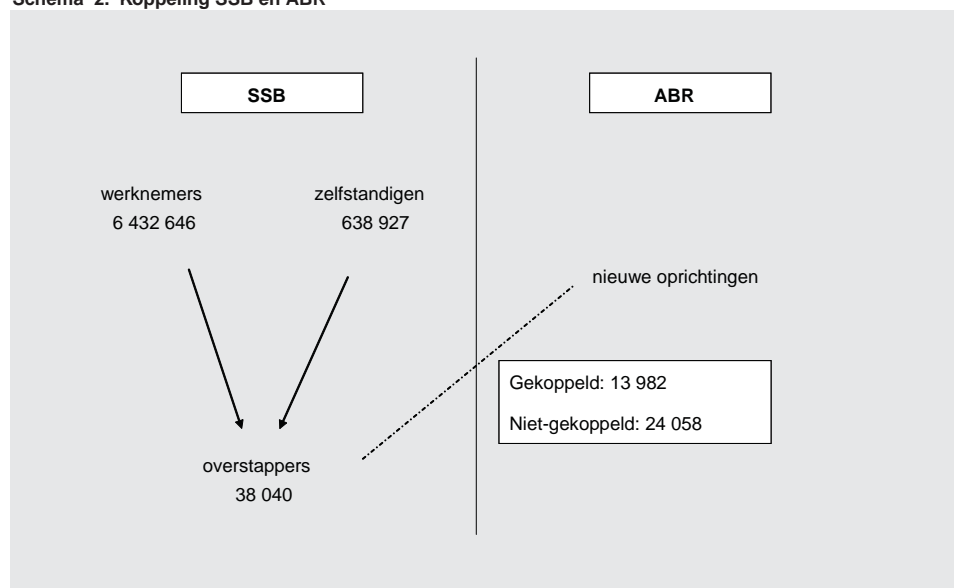 Schema 2. Koppeling SSB en ABR
SSB
ABR
werknemers
6 432 646
zelfstandigen
638 927
nieuwe oprichtingen
Gekoppeld: 13 982
Niet-gekoppeld: 24 058
overstappers
38 040